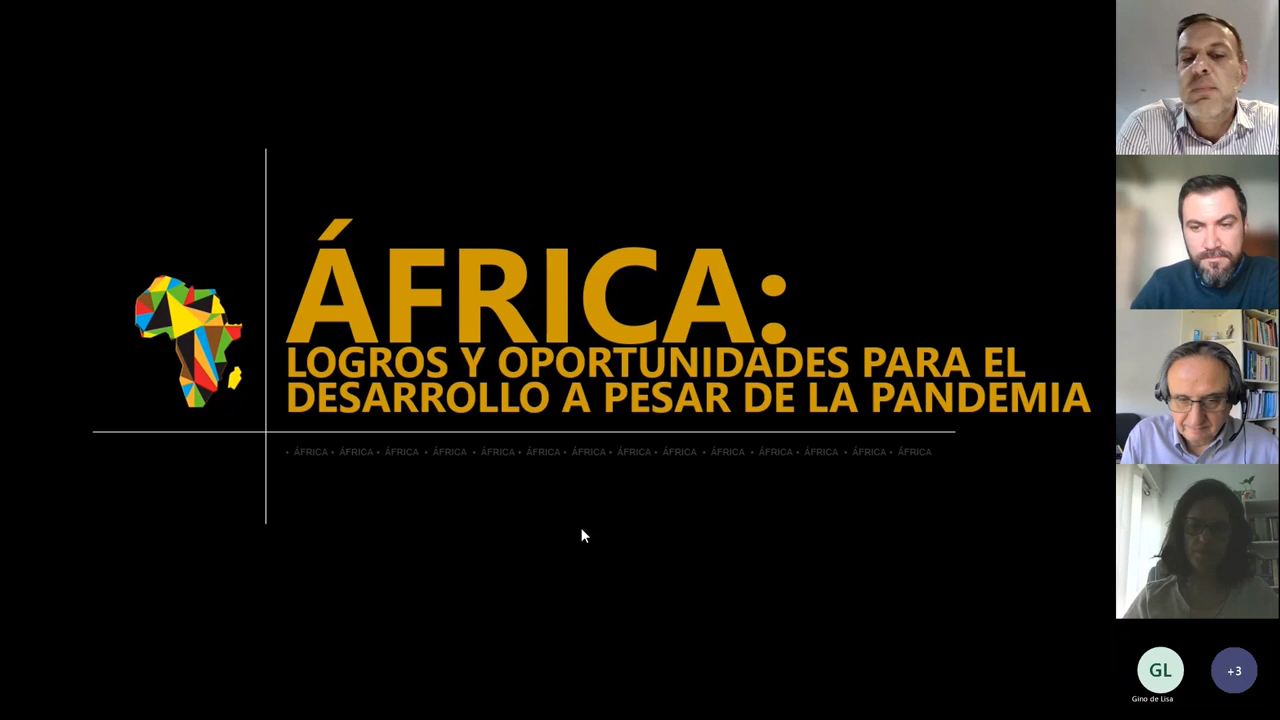 ÁFRICA:
LOGROS Y OPORTUNIDADES PARA EL
DESARROLLO A PESAR DE LA PANDEMIA
• ÁFRICA • ÁFRICA • ÁFRICA • ÁFRICA • ÁFRICA • ÁFRICA • ÁFRICA • ÁFRICA • ÁFRICA • ÁFRICA • ÁFRICA • ÁFRICA • ÁFRICA • ÁFRICA
GL
+3
Gino de Lisa